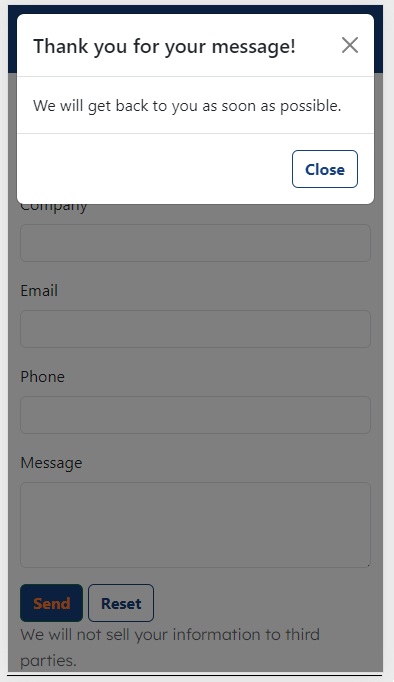 Thank you for your message!
We will get back to you as soon as possible.
Close
Company
Email
Phone
Message
Send Reset
We will not sell your information to third
parties.